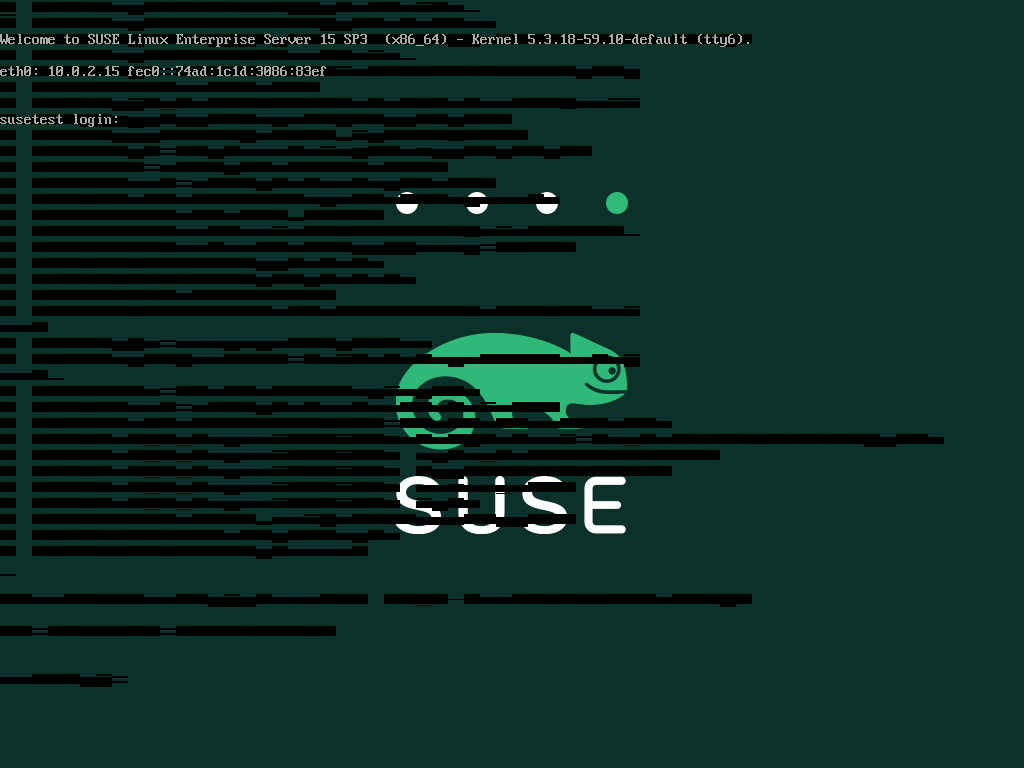 Welcome to SUSE Linux Enterprise Server 15 SP3  (x86_64) - Kernel 5.3.18-59.10-default (tty6).
eth0: 10.0.2.15 fec0::74ad:1c1d:3086:83ef
susetest login:
SUSE